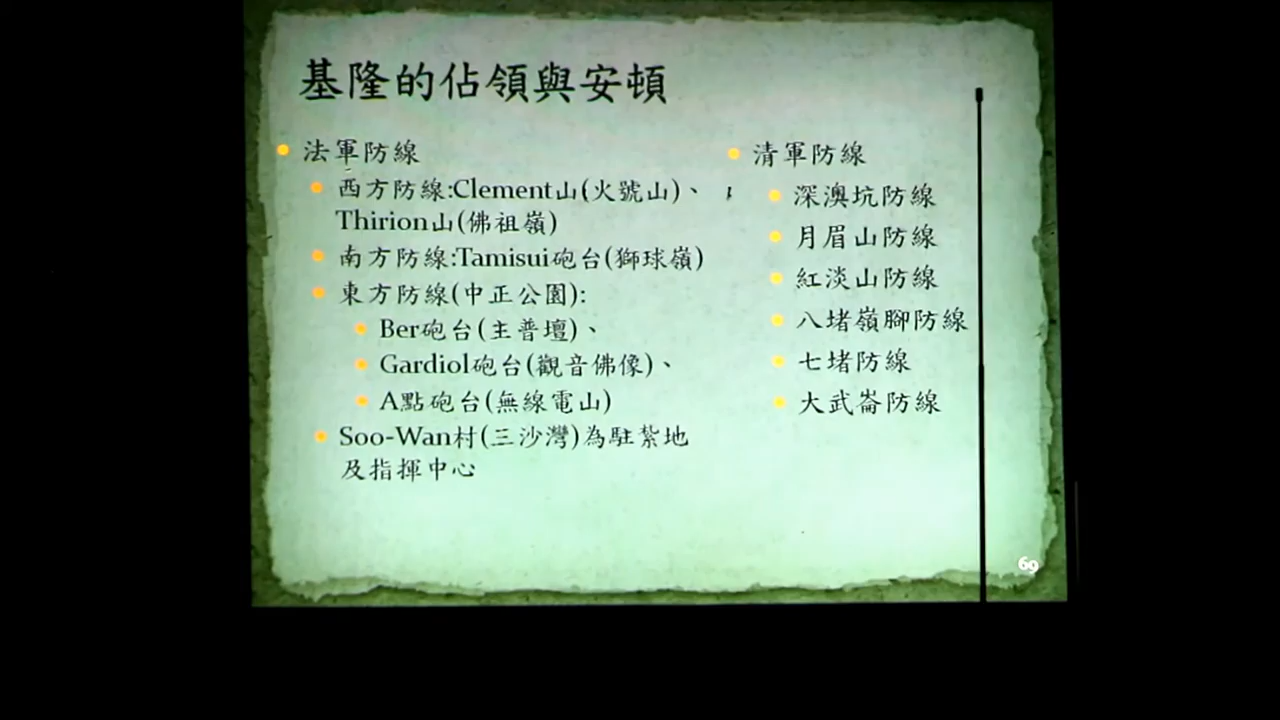 基隆的佔領與安頓
法軍防線
西方防線:Clement山(火號山)、
Thirion山(佛祖嶺)
南方防線:Tamisui砲台(獅球嶺)
東方防線(中正公園):
Ber砲台(主普壇)、
Gardiol砲台(觀音佛像)、
A點砲台(無線電山)
Soo-Wan村(三沙灣)為駐紮地
及指揮中心
清軍防線
深澳坑防線
月眉山防線
紅淡山防線
八堵嶺腳防線
七堵防線
大武崙防線
69